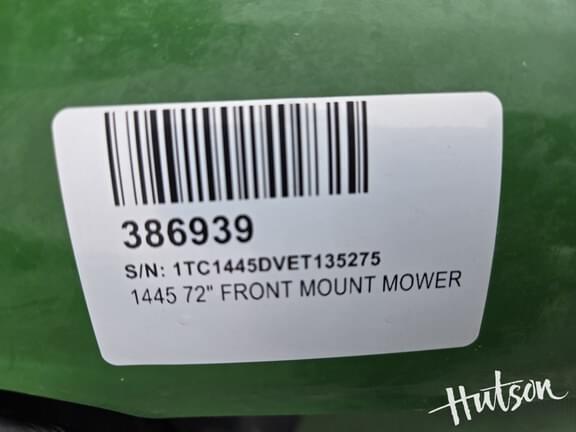 386939
S/N: 1TC1445DVET135275
1445 72" FRONT MOUNT MOWER
Hutson